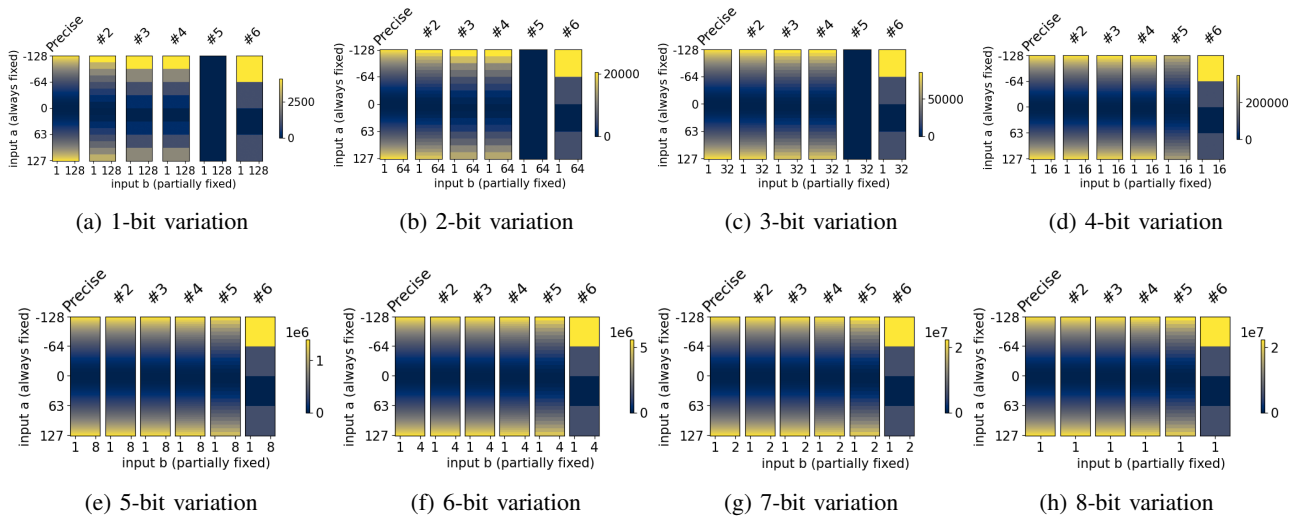 Precise #2 #3 #4 #5 #6
-128
-64
0
63
127
input a (always fixed)
1 128 1 128 1 128 1 128 1 128 1 128
input b (partially fixed)
2500
0
(a) 1-bit variation
Precise #2 #3 #4 #5 #6
-128
-64
0
63
127
input a (always fixed)
1 64 1 64 1 64 1 64 1 64 1 64
input b (partially fixed)
20000
0
(b) 2-bit variation
Precise #2 #3 #4 #5 #6
-128
-64
0
63
127
input a (always fixed)
1 32 1 32 1 32 1 32 1 32 1 32
input b (partially fixed)
50000
0
(c) 3-bit variation
Precise #2 #3 #4 #5 #6
-128
-64
0
63
127
input a (always fixed)
1 16 1 16 1 16 1 16 1 16 1 16
input b (partially fixed)
200000
0
(d) 4-bit variation
Precise #2 #3 #4 #5 #6
-128
-64
0
63
127
input a (always fixed)
1 8 1 8 1 8 1 8 1 8 1 8
input b (partially fixed)
1e6
1
0
(e) 5-bit variation
Precise #2 #3 #4 #5 #6
-128
-64
0
63
127
input a (always fixed)
1 4 1 4 1 4 1 4 1 4 1 4
input b (partially fixed)
1e6
5
0
(f) 6-bit variation
Precise #2 #3 #4 #5 #6
-128
-64
0
63
127
input a (always fixed)
1 2 1 2 1 2 1 2 1 2 1 2
input b (partially fixed)
1e7
2
0
(g) 7-bit variation
Precise #2 #3 #4 #5 #6
-128
-64
0
63
127
input a (always fixed)
1 1 1 1 1 1
input b (partially fixed)
1e7
2
0
(h) 8-bit variation